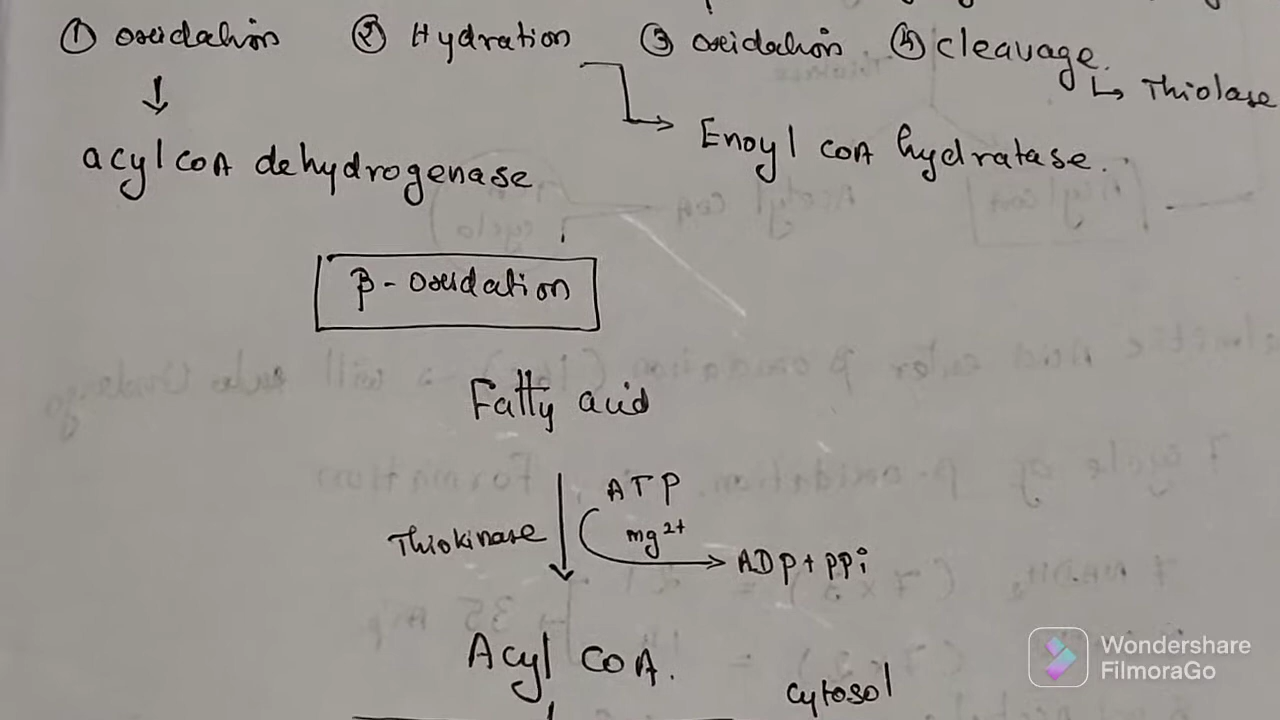 ① oxidation ② Hydration ③ oxidation ④ cleavage.
↳ Thiolase
acyl coA dehydrogenase
Enoyl coA hydratase.
β - oxidation
Fatty acid
ATP
Thiokinase
mg²⁺
ADP + PPi
Acyl CoA.
cytosol
Wondershare
FilmoraGo